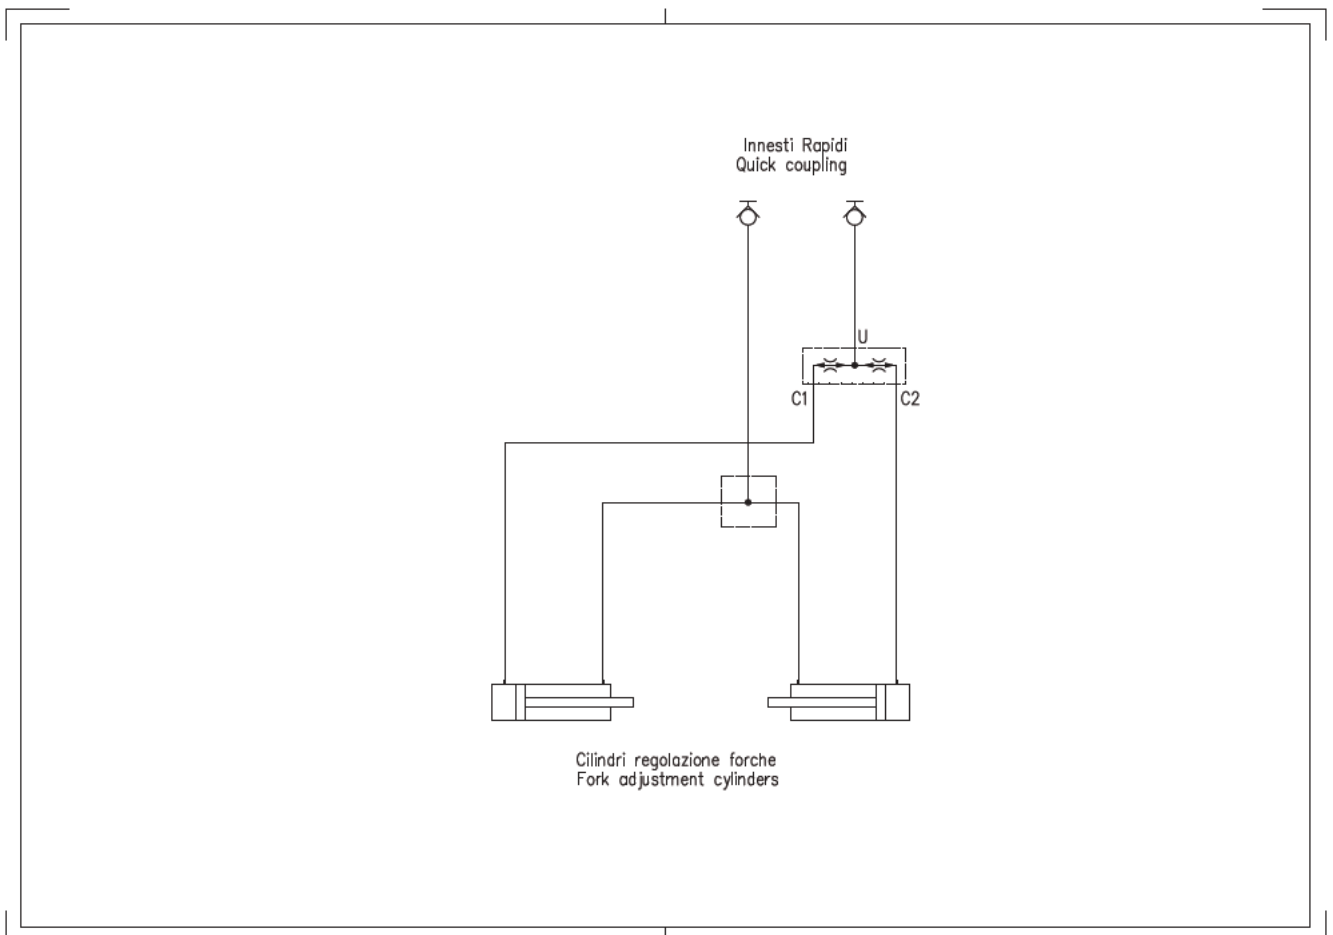 Innesti Rapidi
Quick coupling
U
C1
C2
Cilindri regolazione forche
Fork adjustment cylinders